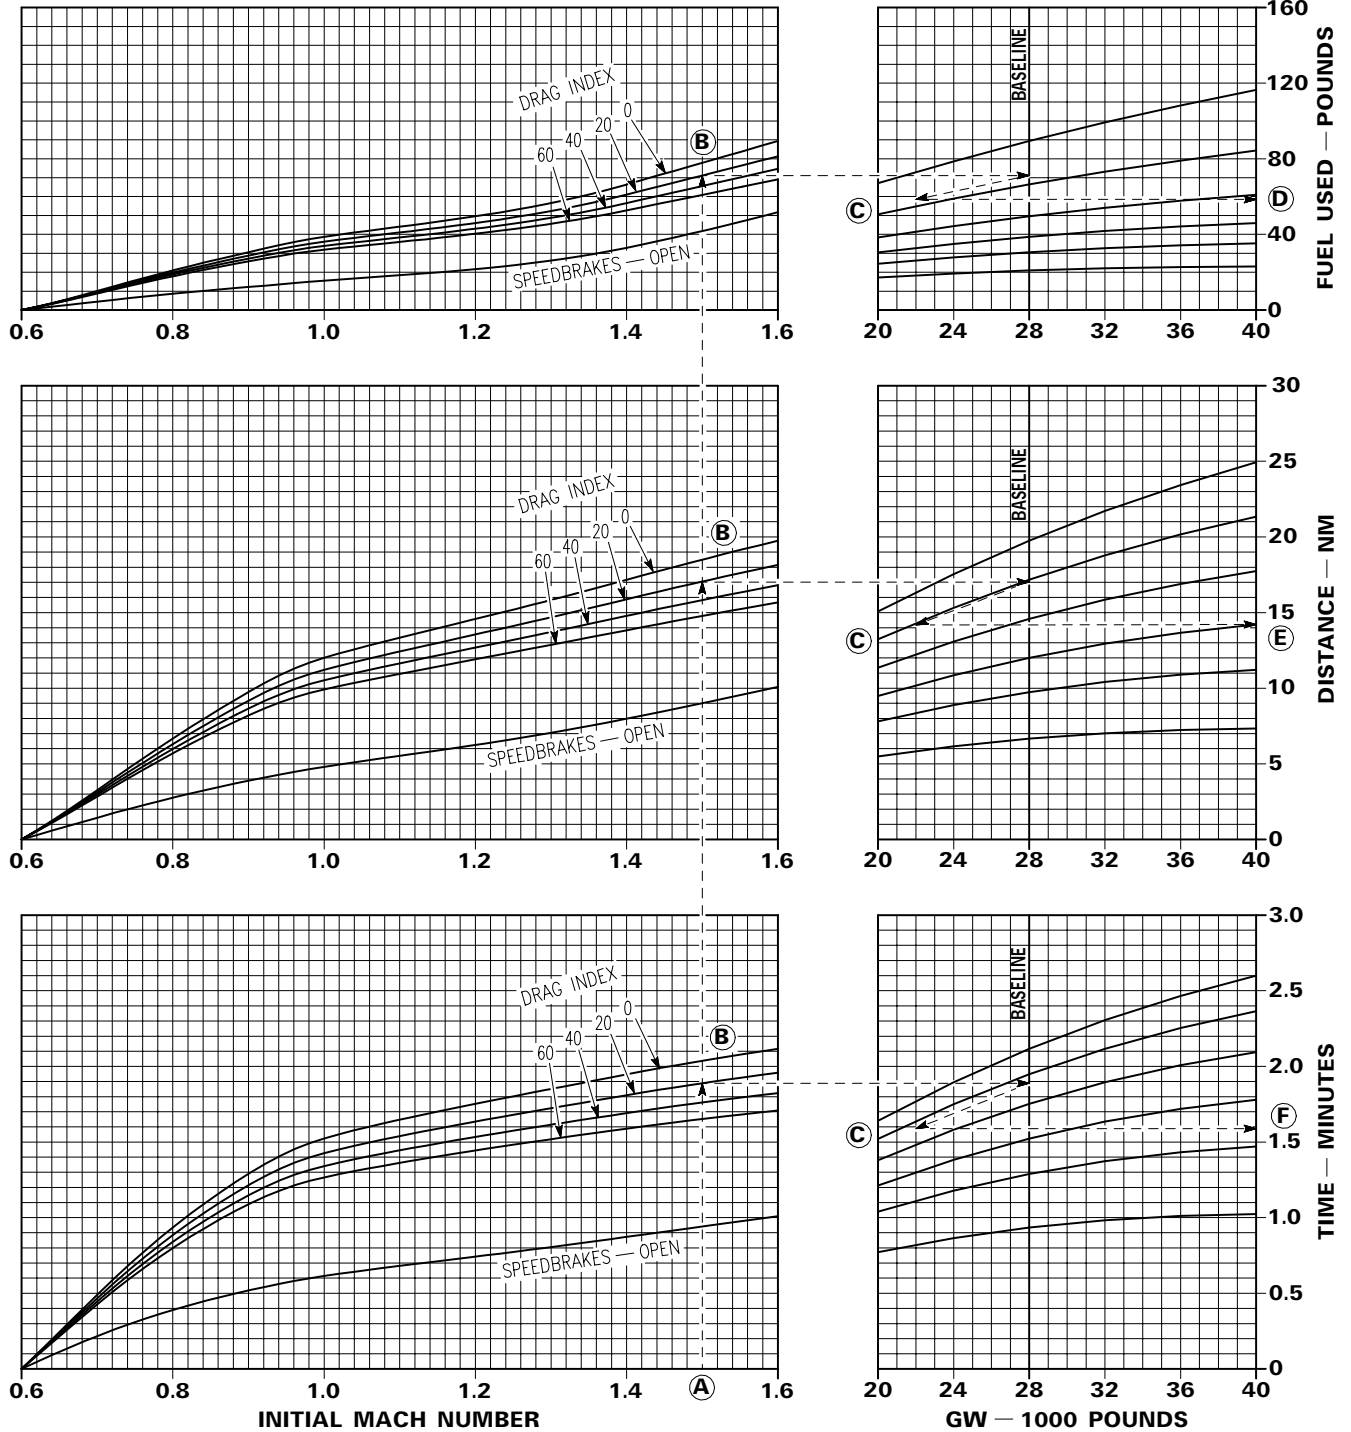 160
120
80
40
0
FUEL USED — POUNDS
DRAG INDEX
0
20
40
60
B
SPEEDBRAKES — OPEN
BASELINE
C
D
0.6 0.8 1.0 1.2 1.4 1.6
20 24 28 32 36 40
30
25
20
15
10
5
0
DISTANCE — NM
DRAG INDEX
0
20
40
60
B
SPEEDBRAKES — OPEN
BASELINE
C
E
0.6 0.8 1.0 1.2 1.4 1.6
20 24 28 32 36 40
3.0
2.5
2.0
1.5
1.0
0.5
0
TIME — MINUTES
DRAG INDEX
0
20
40
60
B
SPEEDBRAKES — OPEN
BASELINE
C
F
0.6 0.8 1.0 1.2 1.4 A 1.6
20 24 28 32 36 40
INITIAL MACH NUMBER
GW — 1000 POUNDS